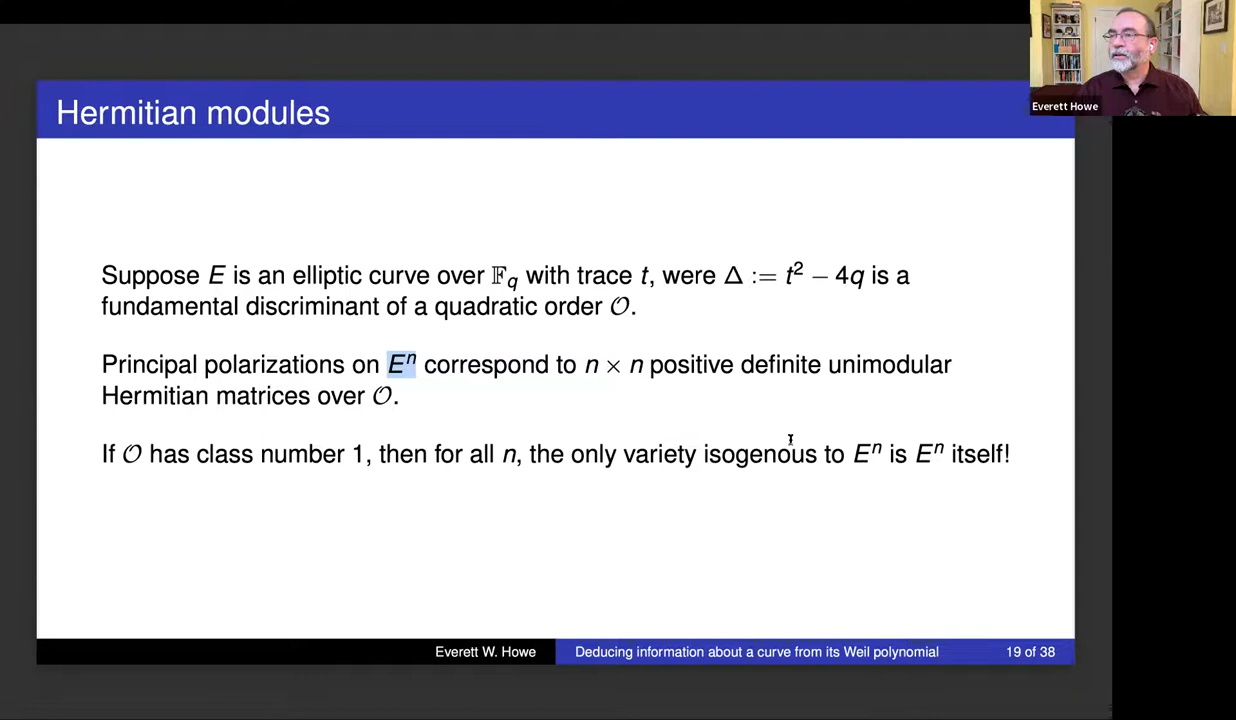 Hermitian modules
Everett Howe
Suppose E is an elliptic curve over 𝔽q with trace t, were Δ := t² − 4q is a
fundamental discriminant of a quadratic order 𝒪.
Principal polarizations on Eⁿ correspond to n × n positive definite unimodular
Hermitian matrices over 𝒪.
If 𝒪 has class number 1, then for all n, the only variety isogenous to Eⁿ is Eⁿ itself!
Everett W. Howe
Deducing information about a curve from its Weil polynomial
19 of 38